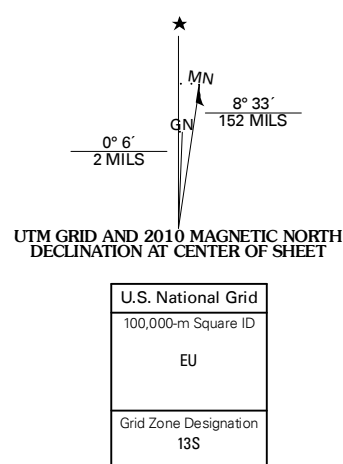 ★
MN
8° 33´
152 MILS
GN
0° 6´
2 MILS
UTM GRID AND 2010 MAGNETIC NORTH
DECLINATION AT CENTER OF SHEET
U.S. National Grid
100,000-m Square ID
EU
Grid Zone Designation
13S